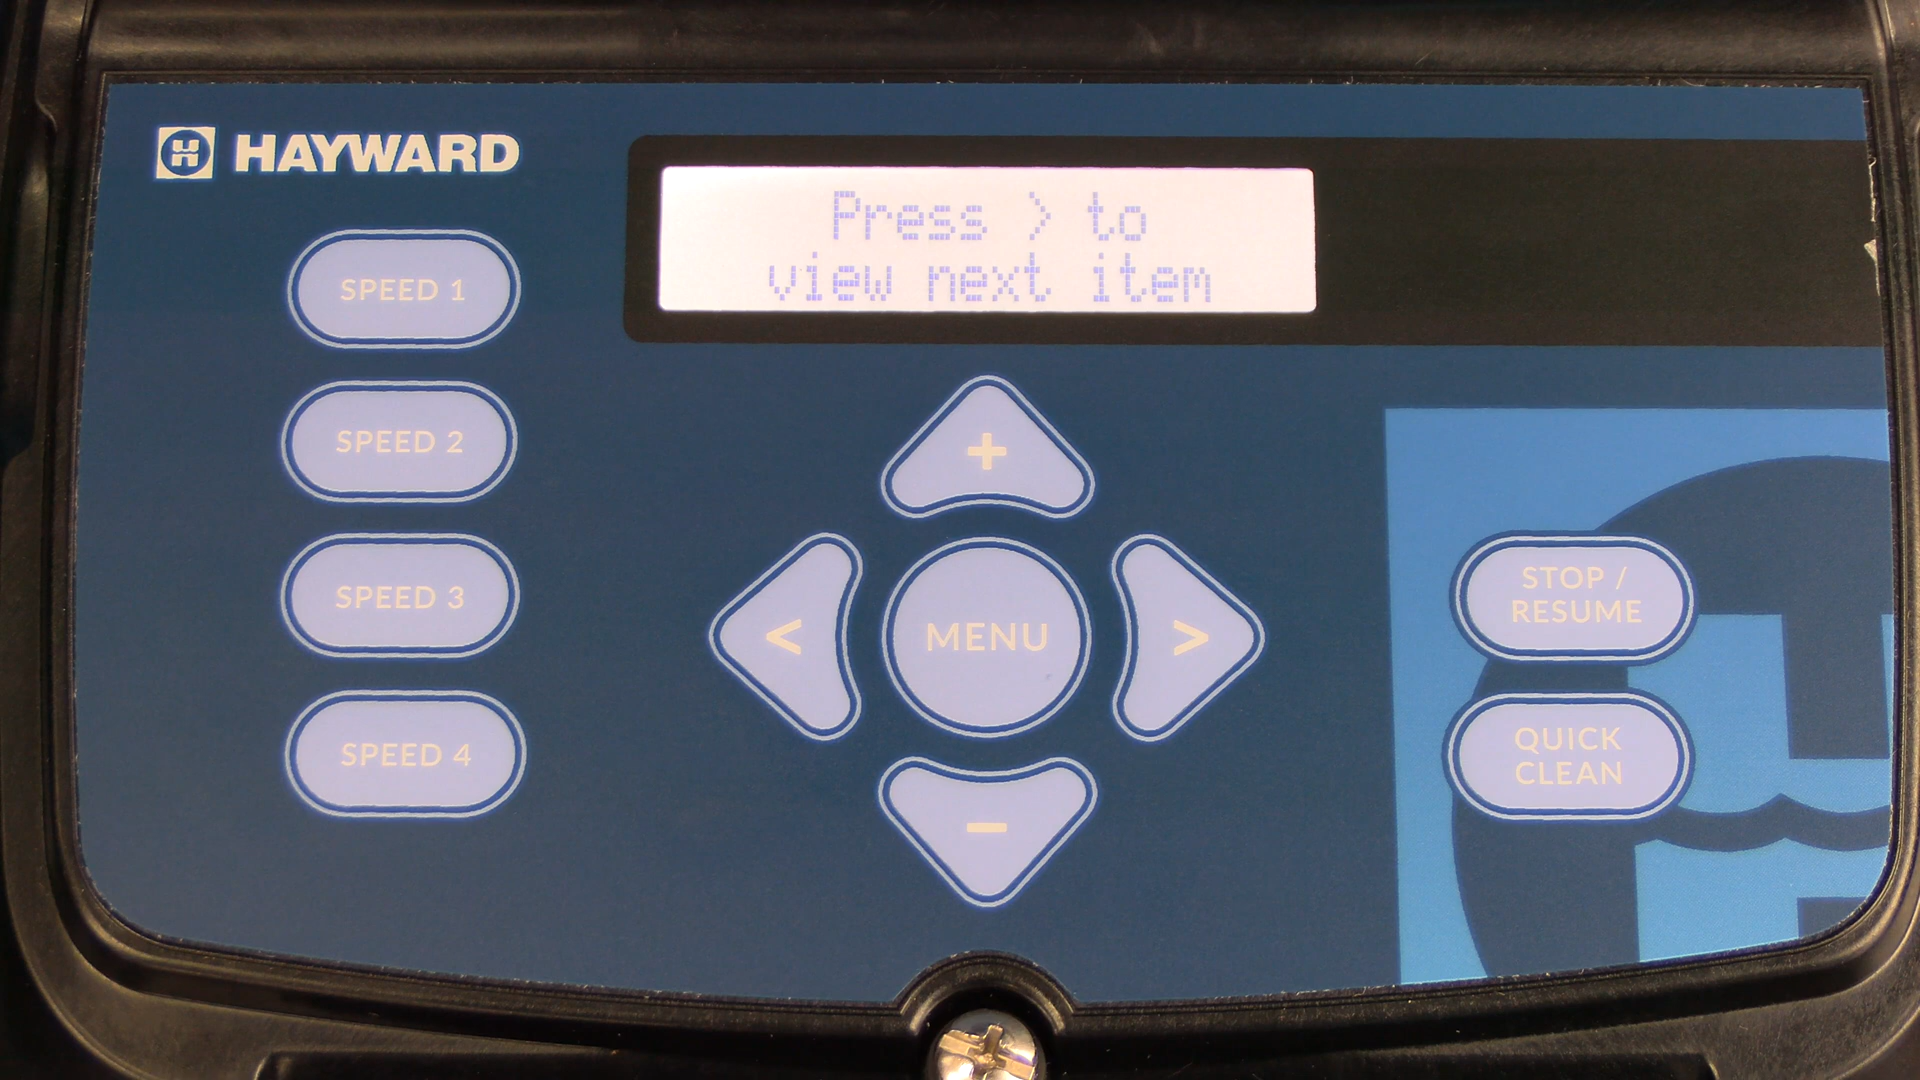 HAYWARD
Press > to
view next item
SPEED 1
SPEED 2
SPEED 3
SPEED 4
+
<
MENU
>
-
STOP /
RESUME
QUICK
CLEAN